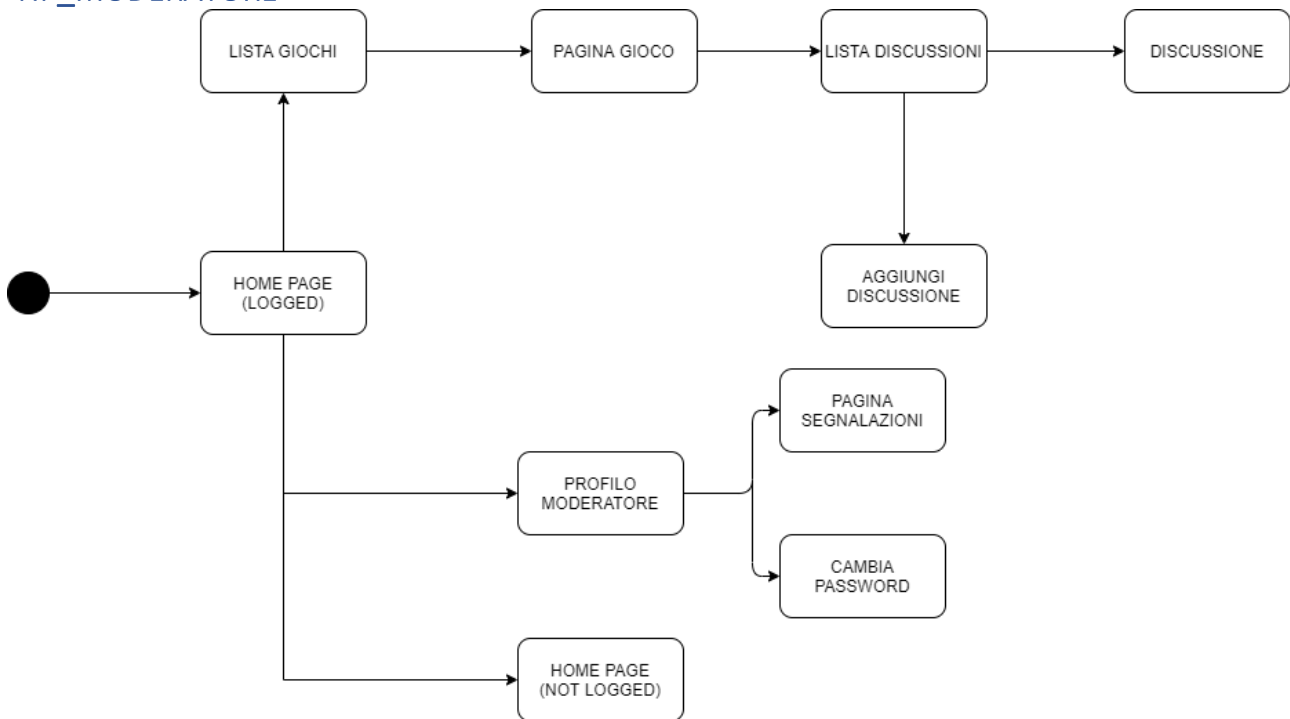 LISTA GIOCHI
PAGINA GIOCO
LISTA DISCUSSIONI
DISCUSSIONE
HOME PAGE
(LOGGED)
AGGIUNGI
DISCUSSIONE
PAGINA
SEGNALAZIONI
PROFILO
MODERATORE
CAMBIA
PASSWORD
HOME PAGE
(NOT LOGGED)